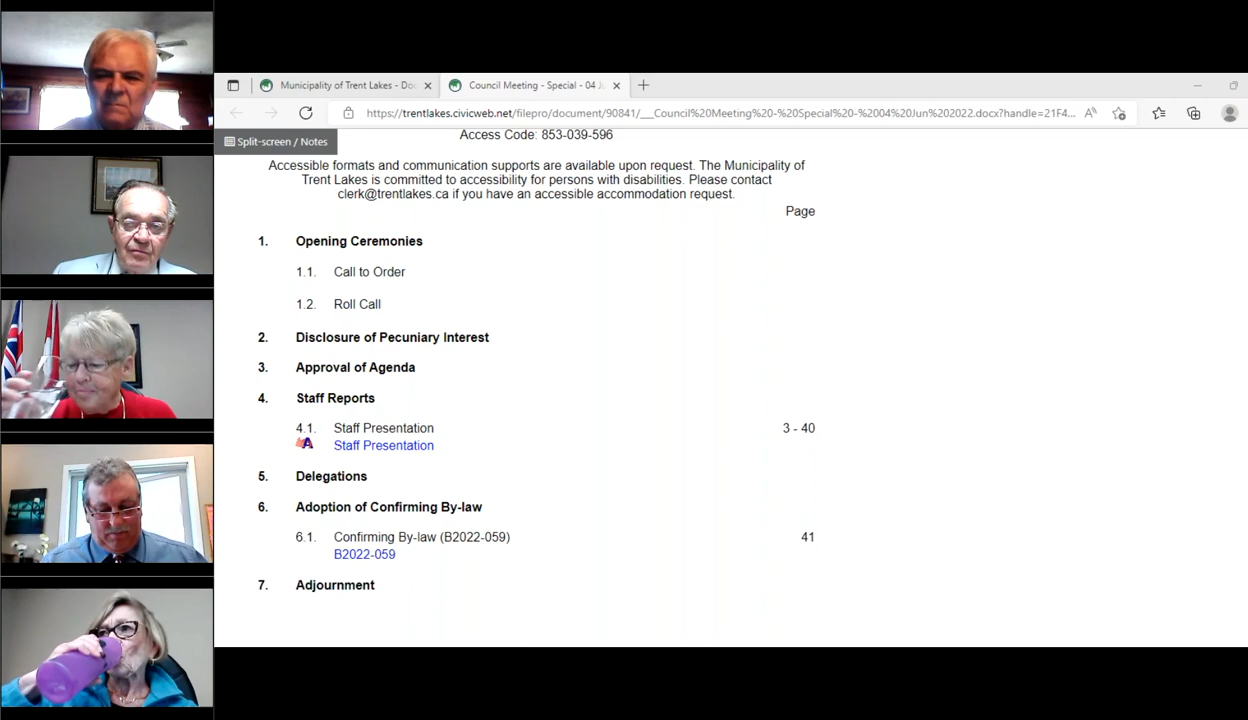 Municipality of Trent Lakes - Doc
Council Meeting - Special - 04 J
https://trentlakes.civicweb.net/filepro/document/90841/___Council%20Meeting%20-%20Special%20-%2004%20Jun%202022.docx?handle=21F4...
Split-screen / Notes
Access Code: 853-039-596
Accessible formats and communication supports are available upon request. The Municipality of
Trent Lakes is committed to accessibility for persons with disabilities. Please contact
clerk@trentlakes.ca if you have an accessible accommodation request.
Page
1. Opening Ceremonies
1.1. Call to Order
1.2. Roll Call
2. Disclosure of Pecuniary Interest
3. Approval of Agenda
4. Staff Reports
4.1. Staff Presentation 3 - 40
Staff Presentation
5. Delegations
6. Adoption of Confirming By-law
6.1. Confirming By-law (B2022-059) 41
B2022-059
7. Adjournment